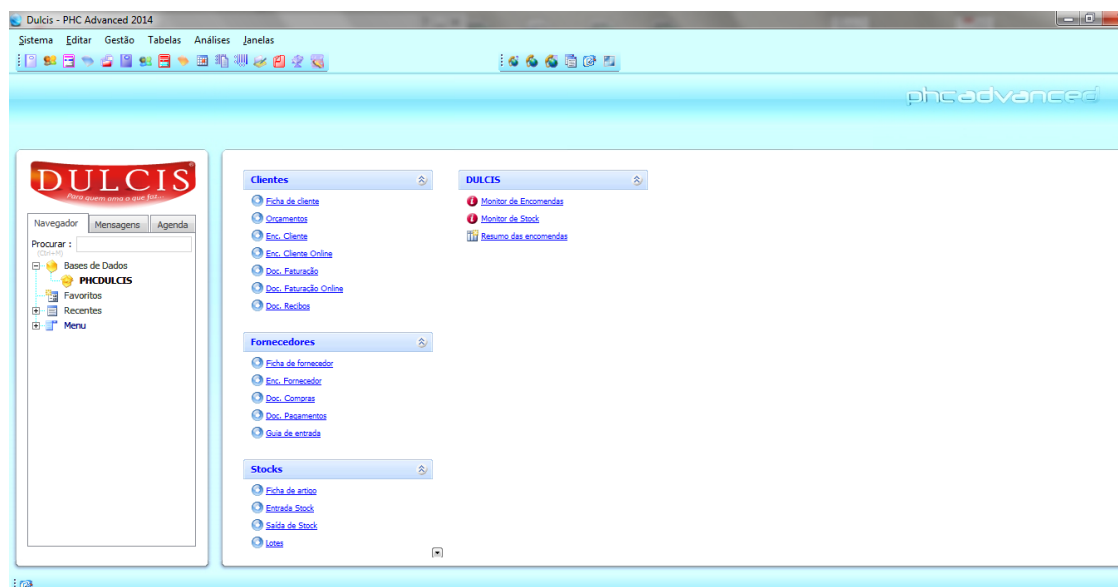 Dulcis - PHC Advanced 2014
Sistema Editar Gestão Tabelas Análises Janelas
phcadvanced
DULCIS
Para quem ama o que faz...
Navegador Mensagens Agenda
Procurar :
(Ctrl+H)
Bases de Dados
PHCDULCIS
Favoritos
Recentes
Menu
Clientes
Ficha de cliente
Orçamentos
Enc. Cliente
Enc. Cliente Online
Doc. Faturação
Doc. Faturação Online
Doc. Recibos
Fornecedores
Ficha de fornecedor
Enc. Fornecedor
Doc. Compras
Doc. Pagamentos
Guia de entrada
Stocks
Ficha de artigo
Entrada Stock
Saída de Stock
Lotes
DULCIS
Monitor de Encomendas
Monitor de Stock
Resumo das encomendas